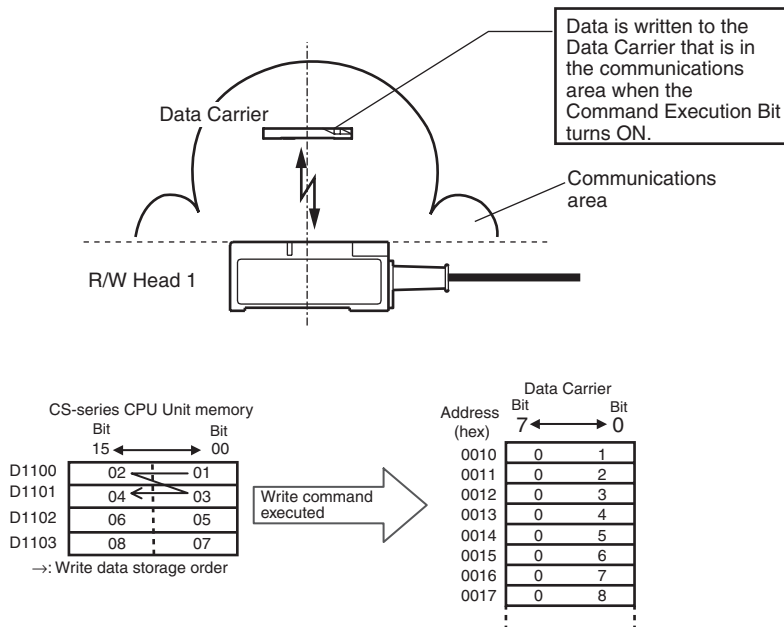 Data is written to the
Data Carrier that is in
the communications
area when the
Command Execution Bit
turns ON.
Data Carrier
Communications
area
R/W Head 1
CS-series CPU Unit memory
Bit Bit
15 00
D1100 02 01
D1101 04 03
D1102 06 05
D1103 08 07
→: Write data storage order
Write command
executed
Data Carrier
Address Bit Bit
(hex) 7 0
0010 0 1
0011 0 2
0012 0 3
0013 0 4
0014 0 5
0015 0 6
0016 0 7
0017 0 8